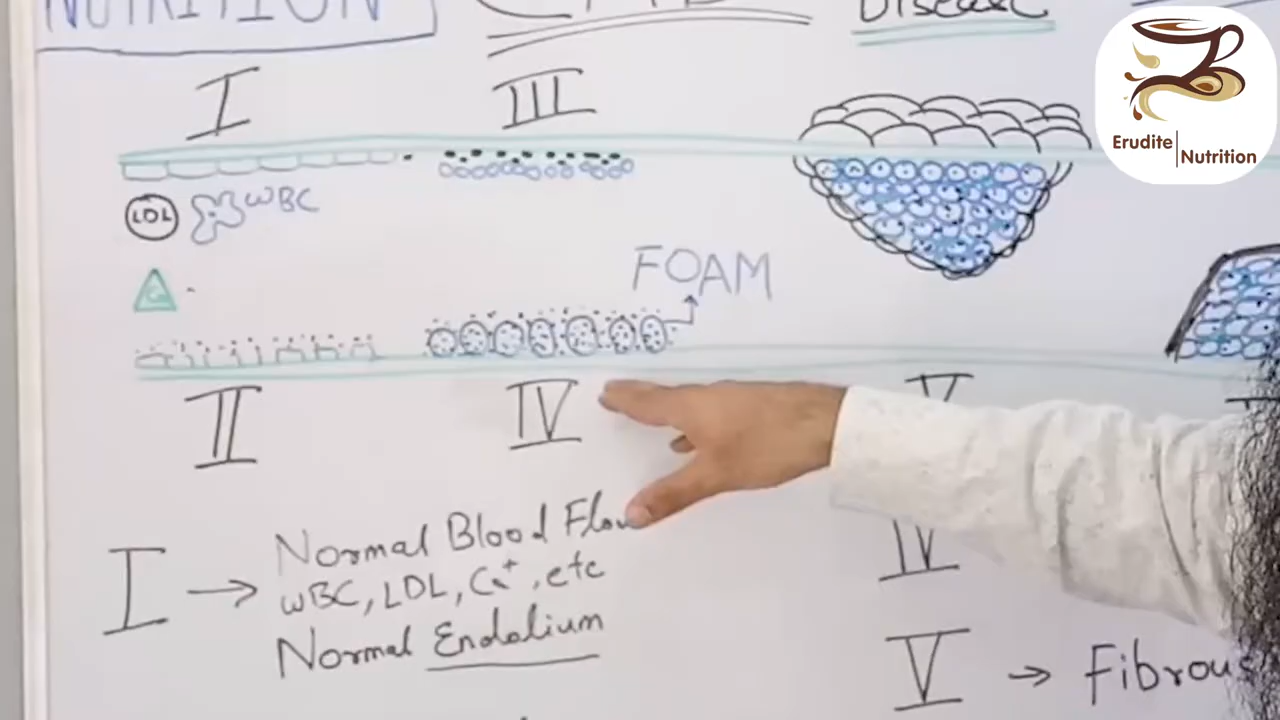 NUTRITION
Disease
I
III
LDL
WBC
FOAM
II
IV
V
I → Normal Blood Flow
WBC, LDL, Ca+, etc
Normal Endalium
IV
V → Fibrous
Erudite
Nutrition